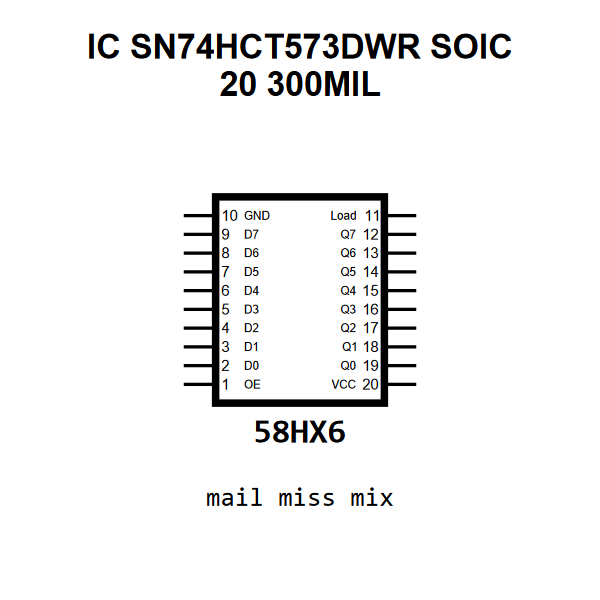 IC SN74HCT573DWR SOIC
20 300MIL
10 GND Load 11
9 D7 Q7 12
8 D6 Q6 13
7 D5 Q5 14
6 D4 Q4 15
5 D3 Q3 16
4 D2 Q2 17
3 D1 Q1 18
2 D0 Q0 19
1 OE VCC 20
58HX6
mail miss mix